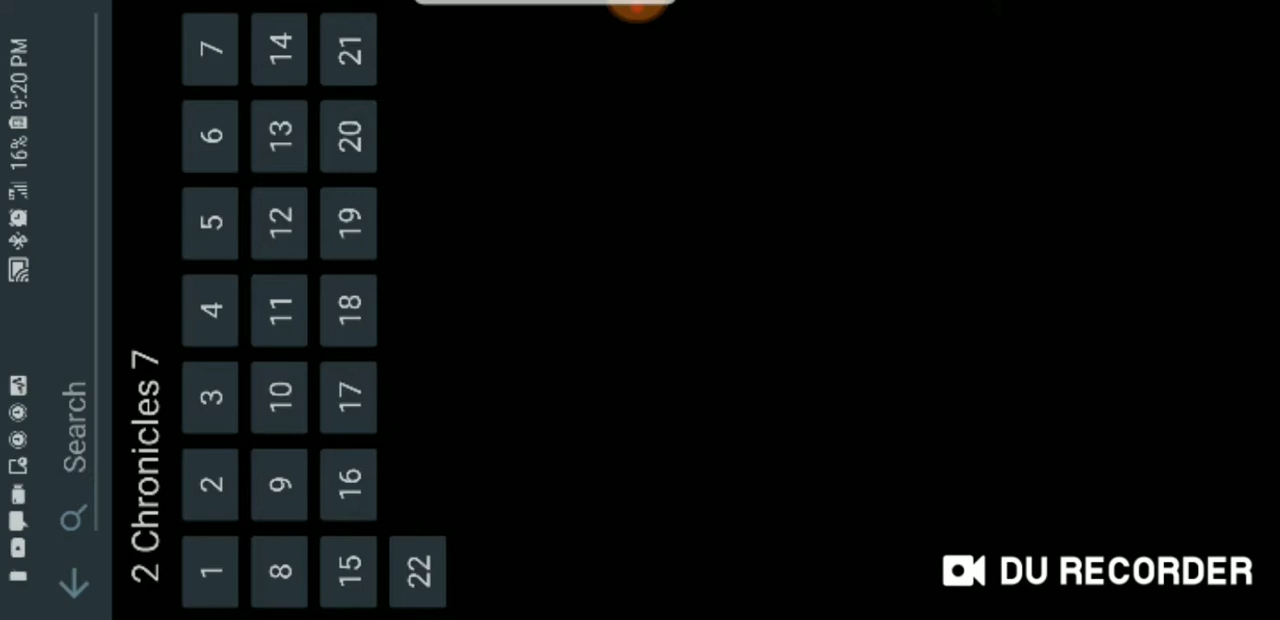 16% 9:20 PM
Search
2 Chronicles 7
1 2 3 4 5 6 7
8 9 10 11 12 13 14
15 16 17 18 19 20 21
22
DU RECORDER